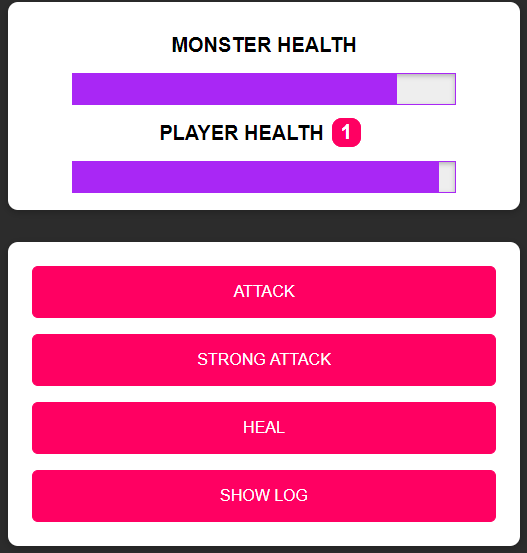 MONSTER HEALTH
PLAYER HEALTH 1
ATTACK
STRONG ATTACK
HEAL
SHOW LOG